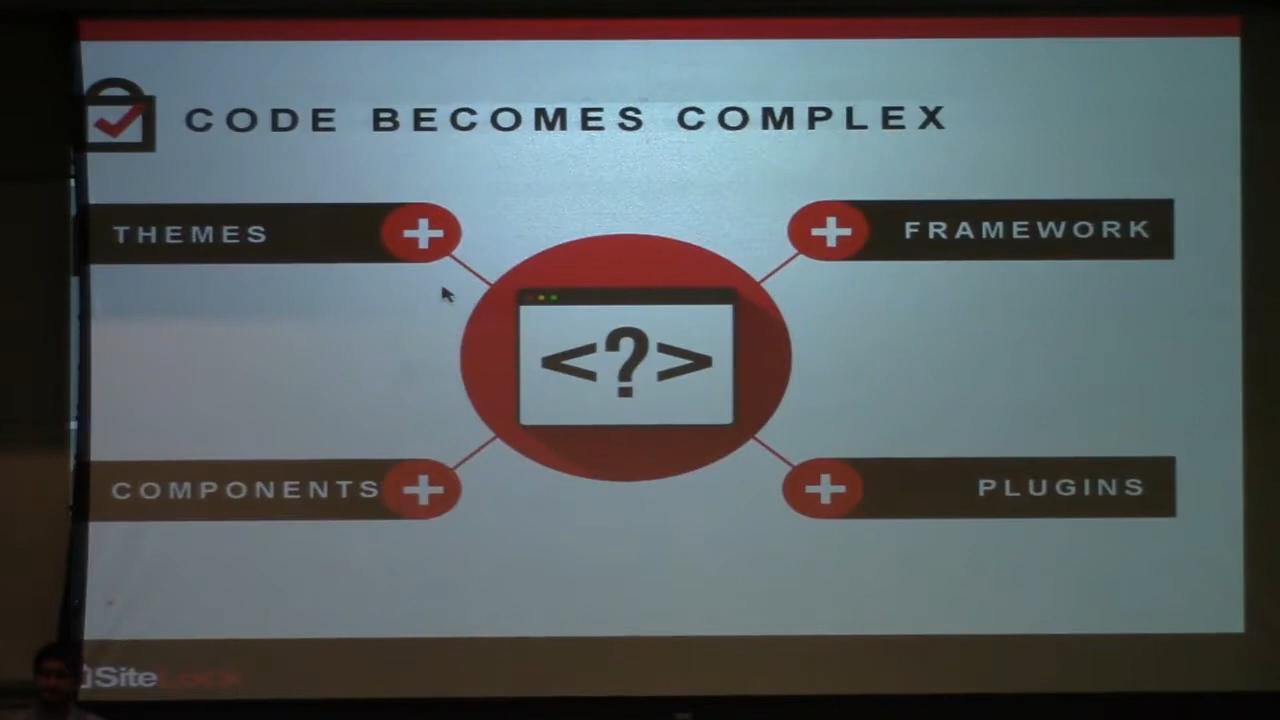 CODE BECOMES COMPLEX
THEMES
FRAMEWORK
<?>
COMPONENTS
PLUGINS
SiteLock